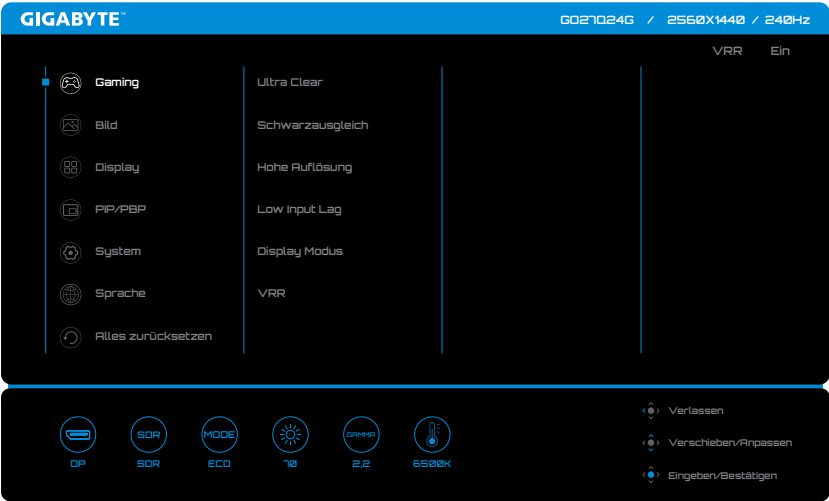 GIGABYTE™ GO27Q24G / 2560X1440 / 240Hz
VRR Ein
Gaming Ultra Clear
Bild Schwarzausgleich
Display Hohe Auflösung
PIP/PBP Low Input Lag
System Display Modus
Sprache VRR
Alles zurücksetzen
SDR MODE GAMMA
DP SDR ECO 70 2,2 6500K
Verlassen
Verschieben/Anpassen
Eingeben/Bestätigen